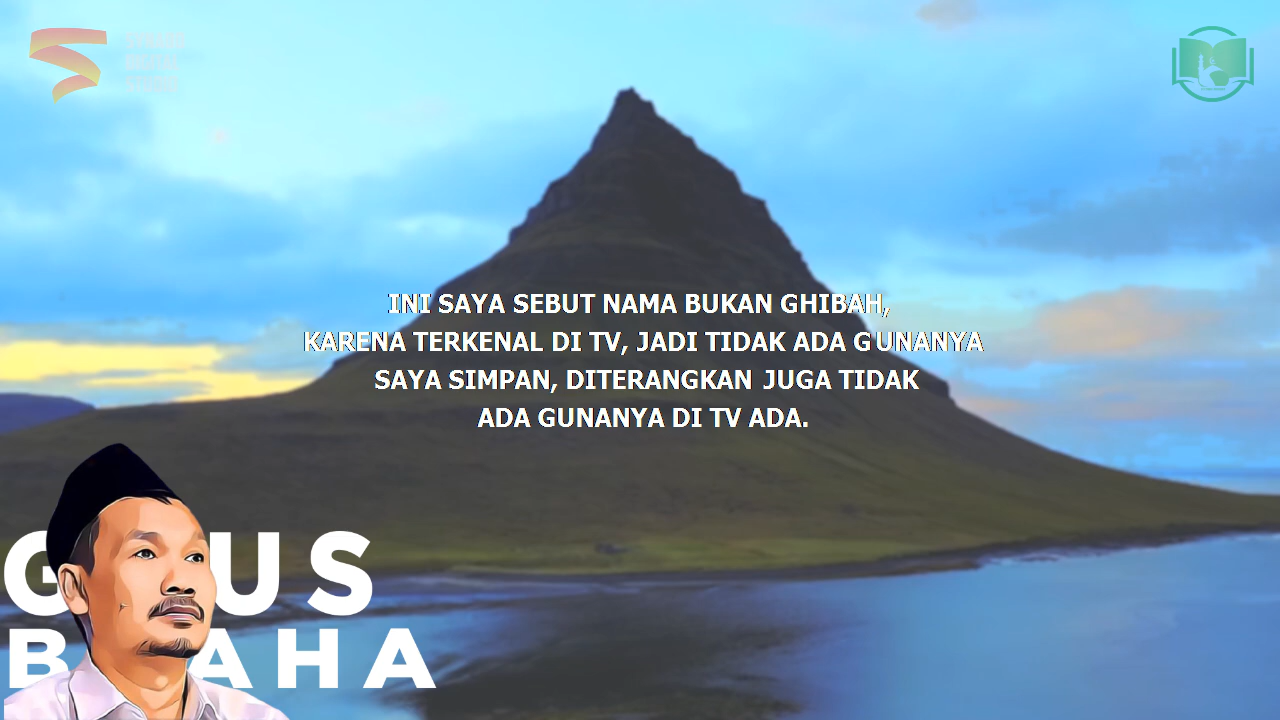 INI SAYA SEBUT NAMA BUKAN GHIBAH,
KARENA TERKENAL DI TV, JADI TIDAK ADA GUNANYA
SAYA SIMPAN, DITERANGKAN JUGA TIDAK
ADA GUNANYA DI TV ADA.
GUS
BAHA